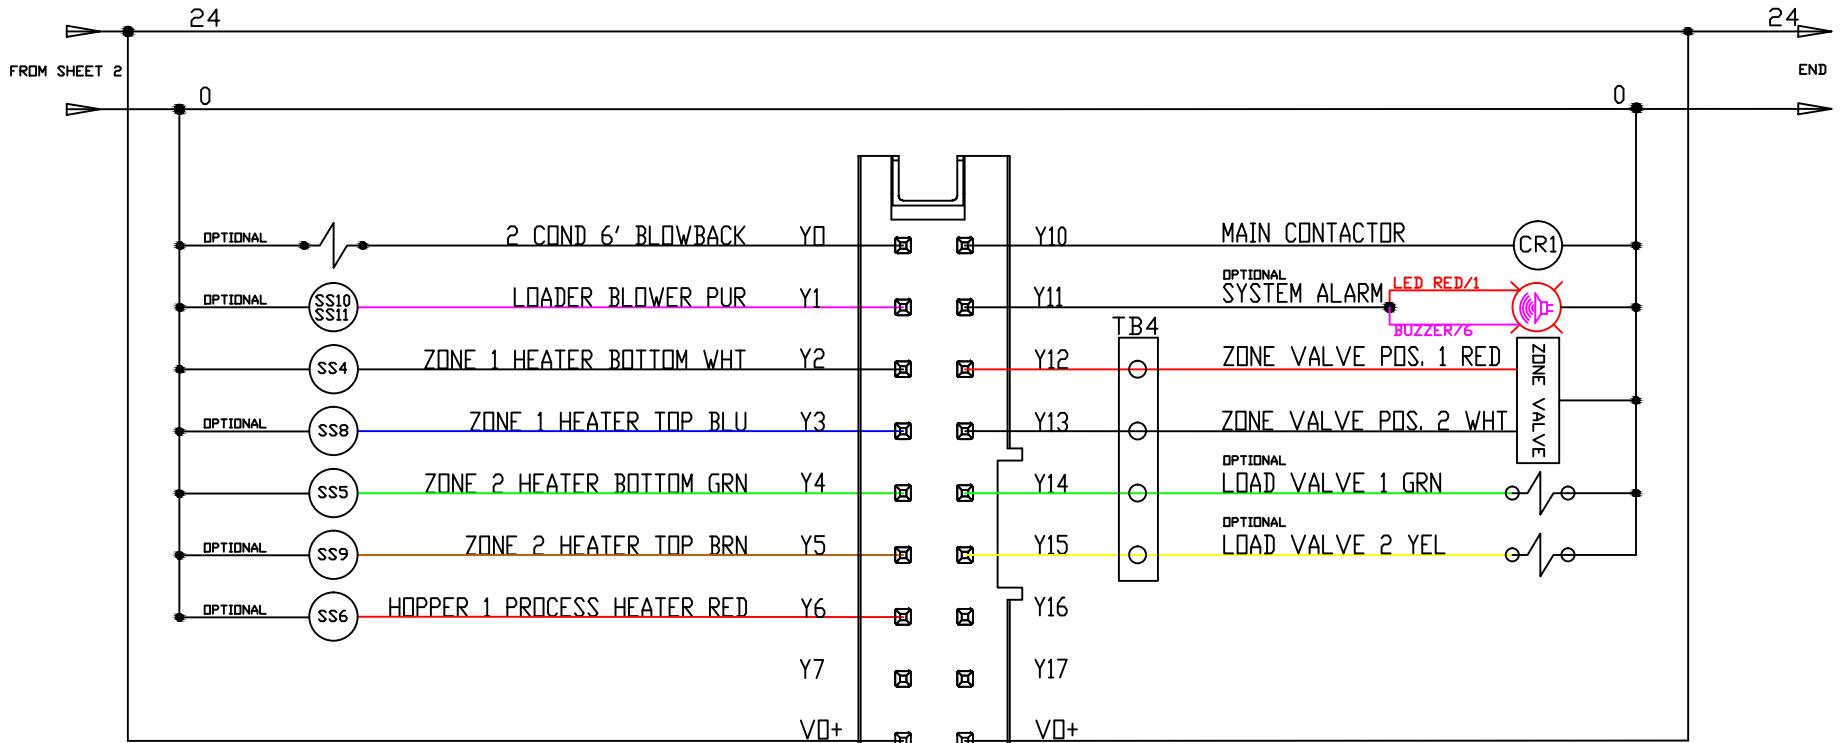 24 24
FROM SHEET 2 END
0 0
OPTIONAL 2 COND 6' BLOWBACK Y0 Y10 MAIN CONTACTOR CR1
OPTIONAL SS10 SS11 LOADER BLOWER PUR Y1 Y11 OPTIONAL SYSTEM ALARM LED RED/1
BUZZER/6
TB4
SS4 ZONE 1 HEATER BOTTOM WHT Y2 Y12 ZONE VALVE POS. 1 RED
ZONE VALVE
OPTIONAL SS8 ZONE 1 HEATER TOP BLU Y3 Y13 ZONE VALVE POS. 2 WHT
OPTIONAL
SS5 ZONE 2 HEATER BOTTOM GRN Y4 Y14 LOAD VALVE 1 GRN
OPTIONAL
OPTIONAL SS9 ZONE 2 HEATER TOP BRN Y5 Y15 LOAD VALVE 2 YEL
OPTIONAL SS6 HOPPER 1 PROCESS HEATER RED Y6 Y16
Y7 Y17
V0+ V0+